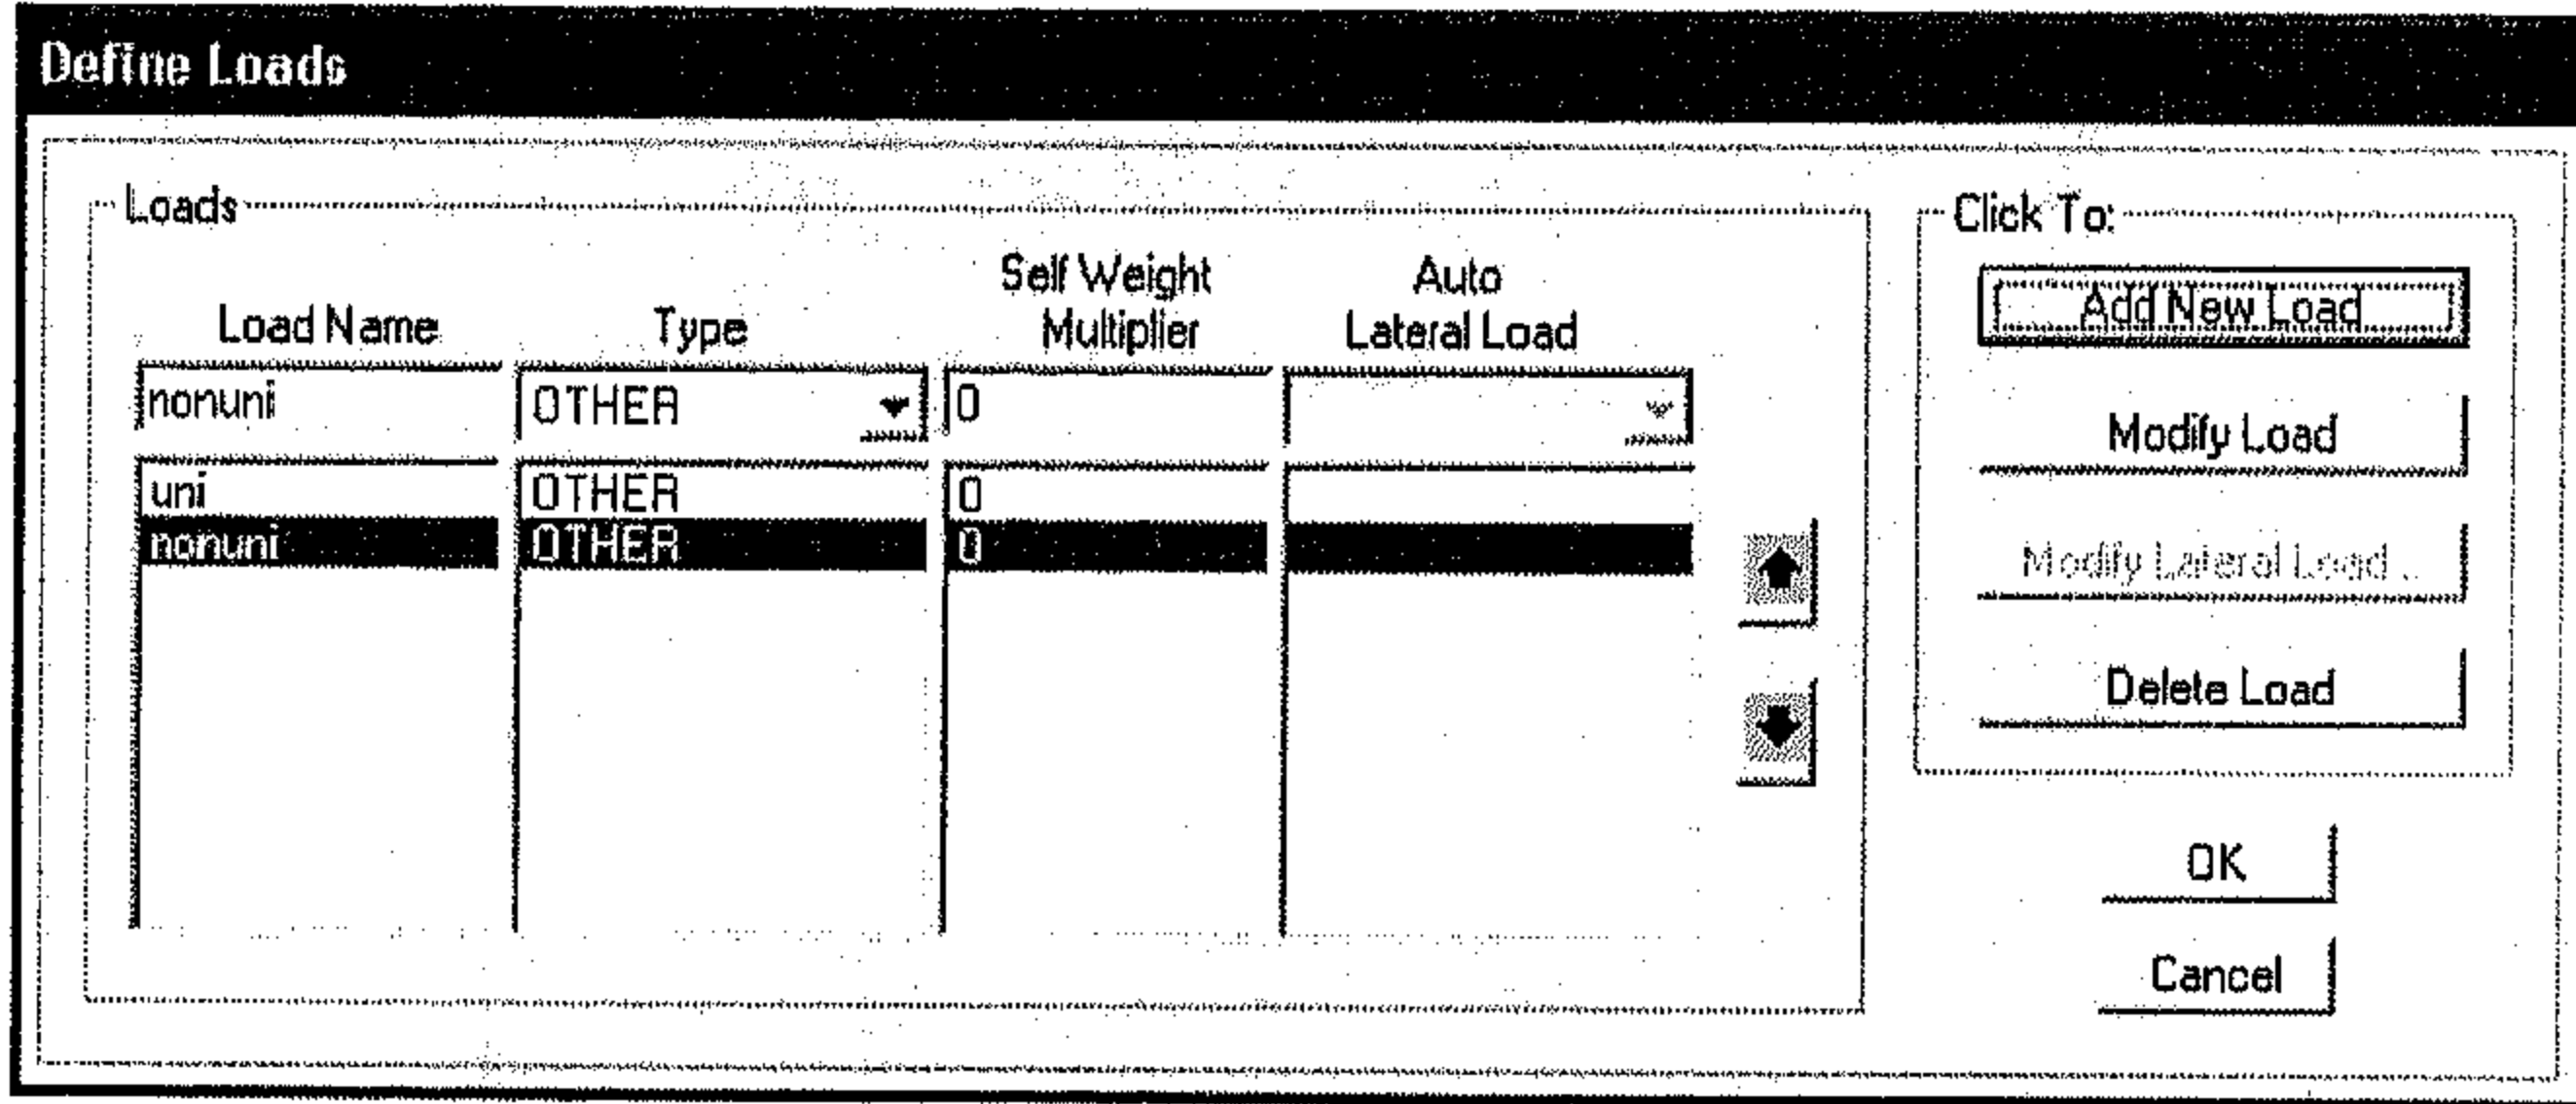 Define Loads
Loads
Click To:
Self Weight
Auto
Load Name
Type
Multiplier
Lateral Load
Add New Load
nonuni
OTHER
0
Modify Load
uni
OTHER
0
nonuni
OTHER
0
Modify Lateral Load...
Delete Load
OK
Cancel